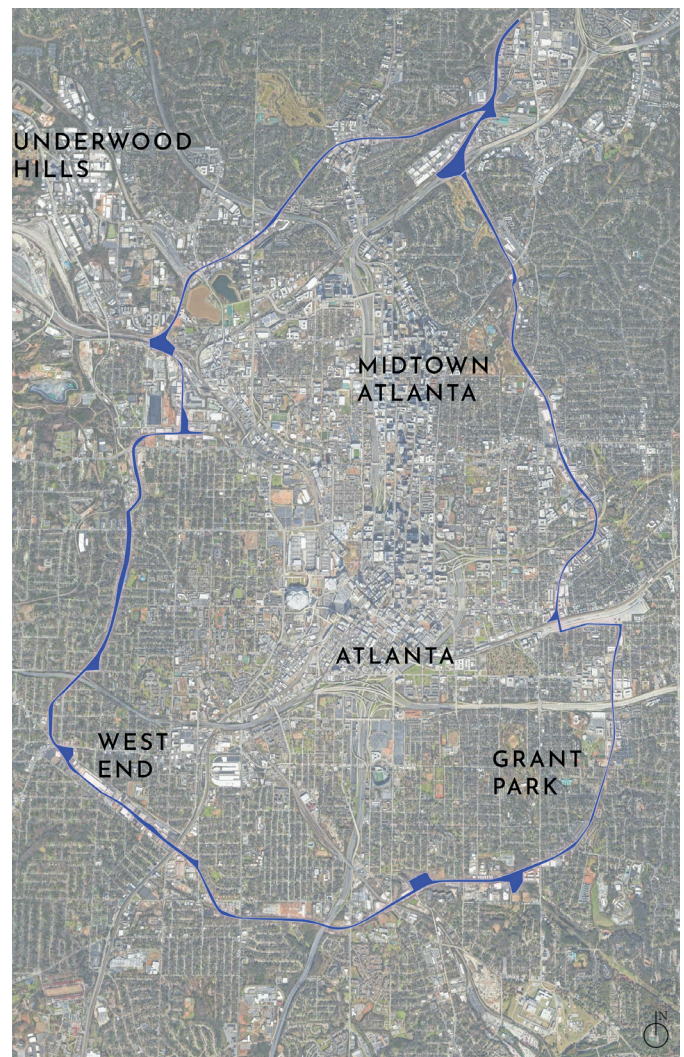 UNDERWOOD
HILLS
MIDTOWN
ATLANTA
ATLANTA
WEST
END
GRANT
PARK
N